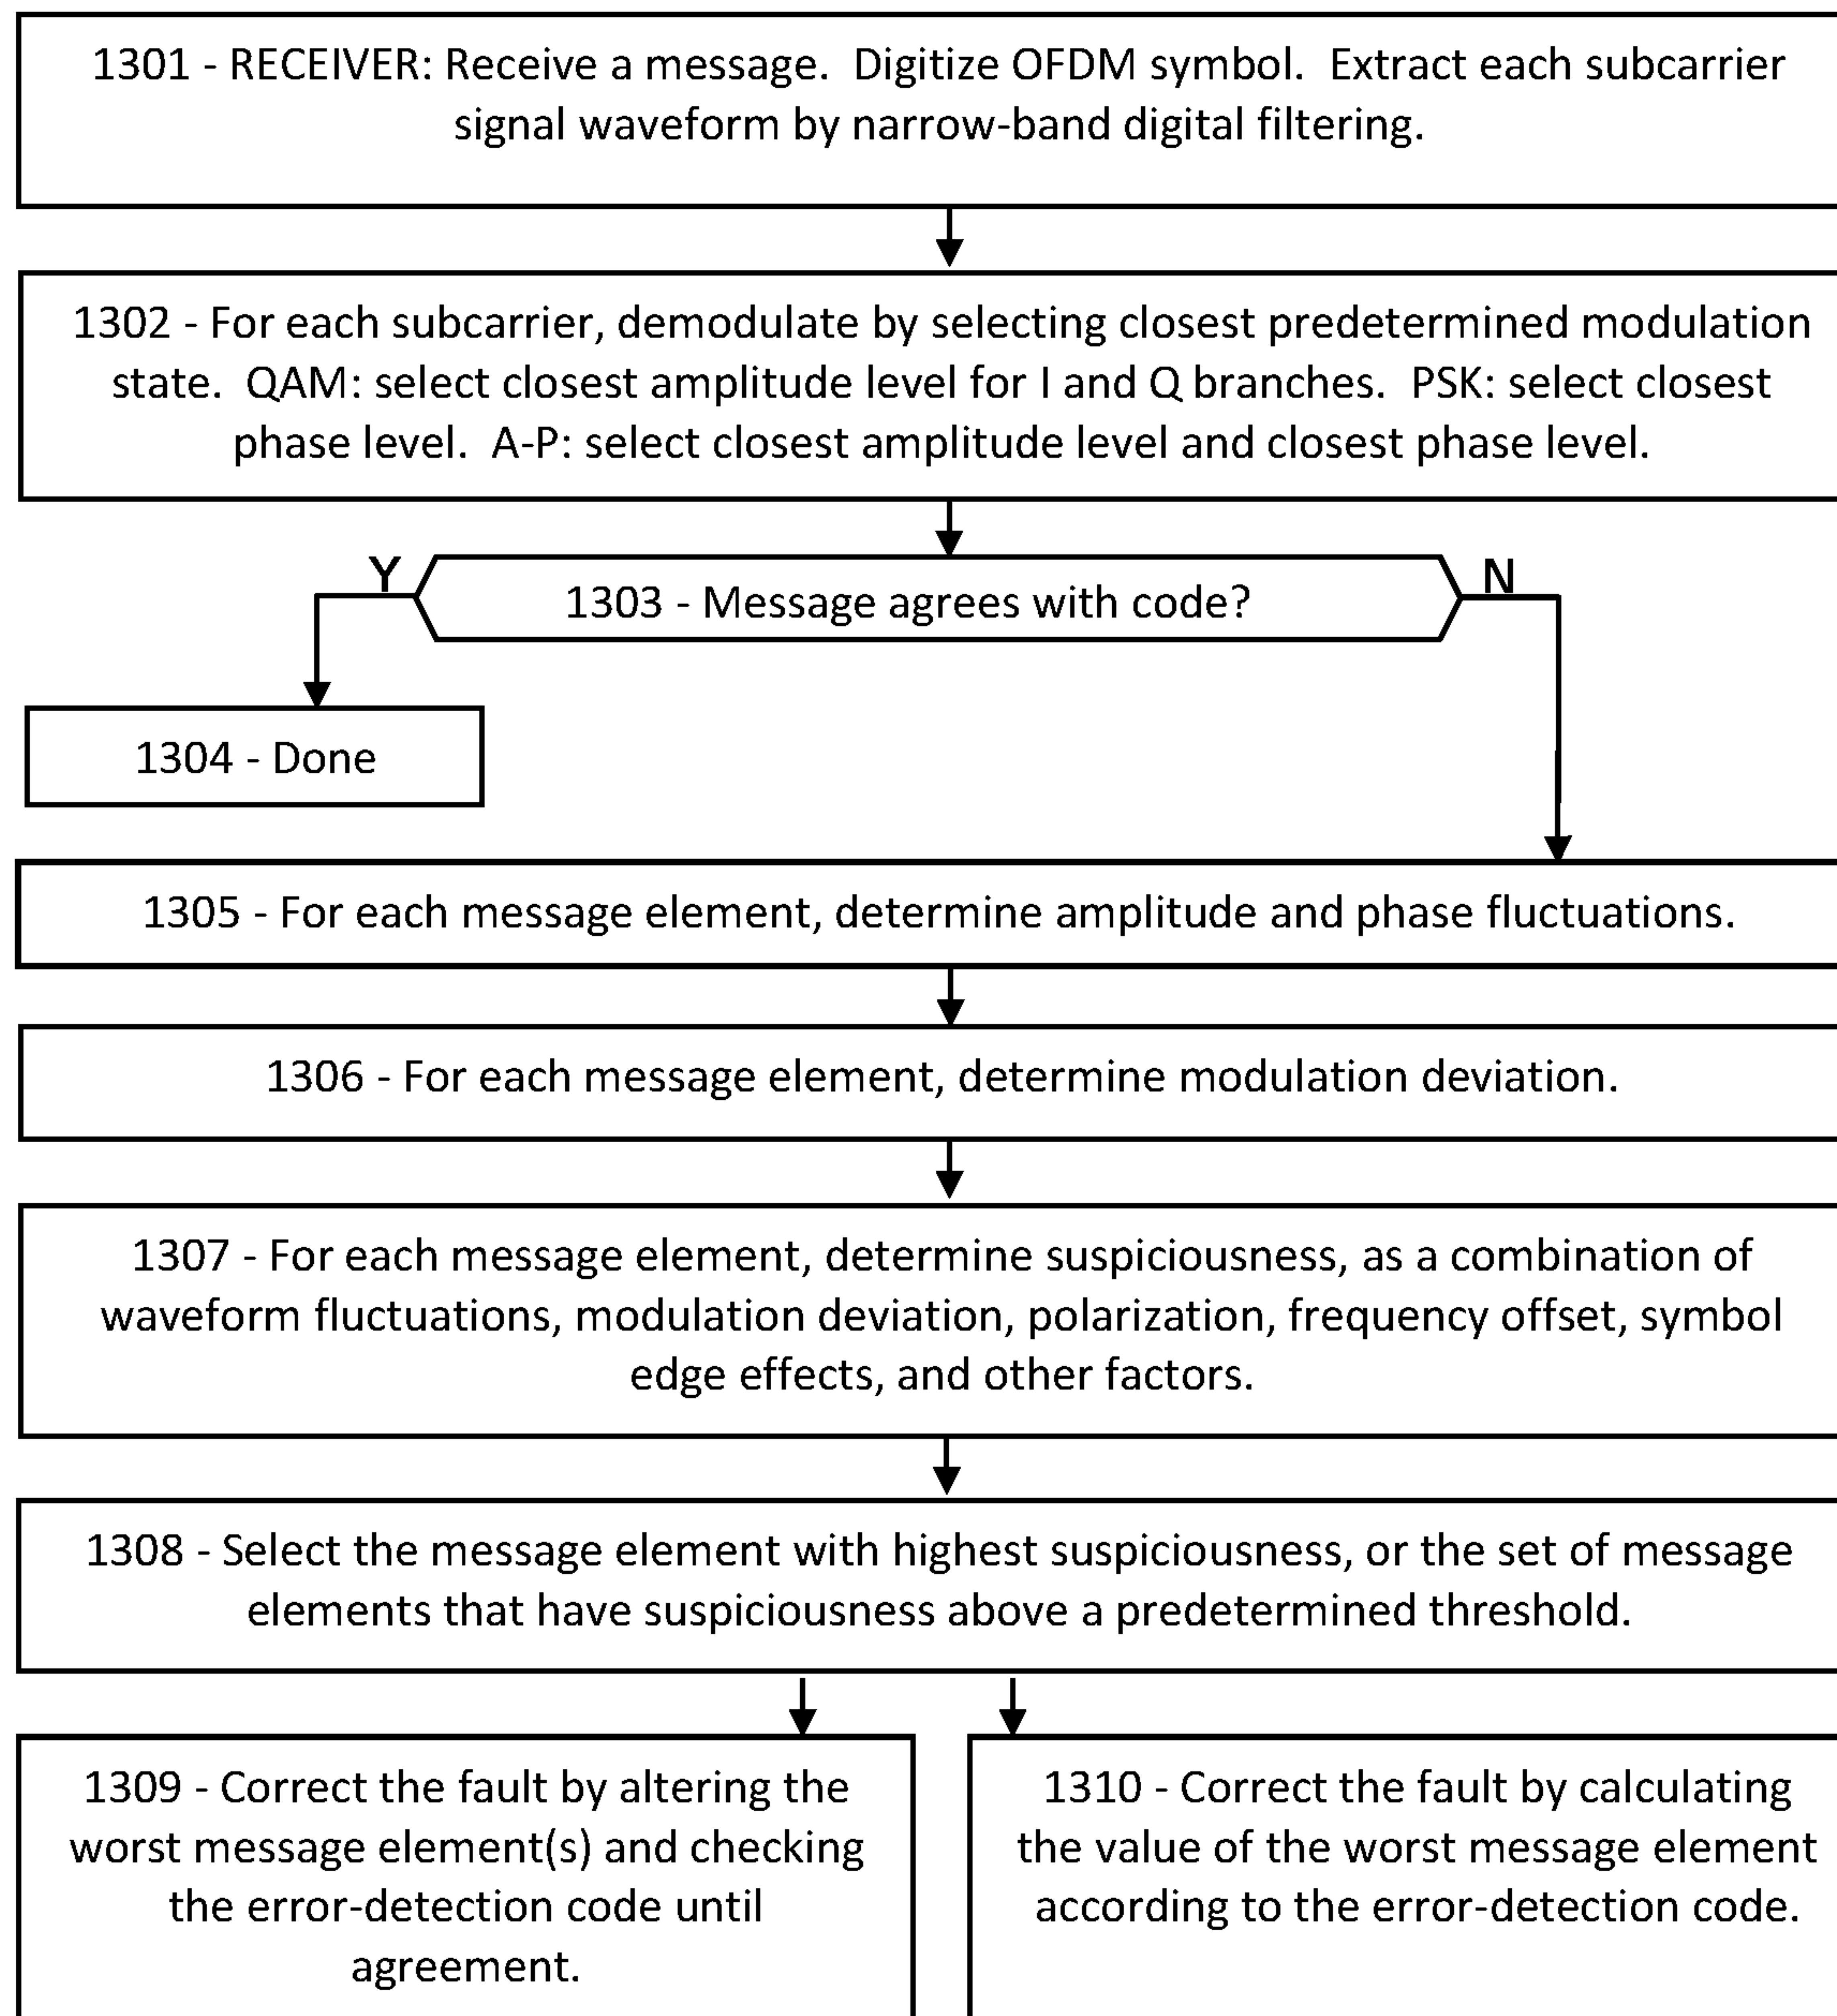 1301 - RECEIVER: Receive a message.  Digitize OFDM symbol.  Extract each subcarrier
signal waveform by narrow-band digital filtering.
1302 - For each subcarrier, demodulate by selecting closest predetermined modulation
state.  QAM: select closest amplitude level for I and Q branches.  PSK: select closest
phase level.  A-P: select closest amplitude level and closest phase level.
Y
1303 - Message agrees with code?
N
1304 - Done
1305 - For each message element, determine amplitude and phase fluctuations.
1306 - For each message element, determine modulation deviation.
1307 - For each message element, determine suspiciousness, as a combination of
waveform fluctuations, modulation deviation, polarization, frequency offset, symbol
edge effects, and other factors.
1308 - Select the message element with highest suspiciousness, or the set of message
elements that have suspiciousness above a predetermined threshold.
1309 - Correct the fault by altering the
worst message element(s) and checking
the error-detection code until
agreement.
1310 - Correct the fault by calculating
the value of the worst message element
according to the error-detection code.